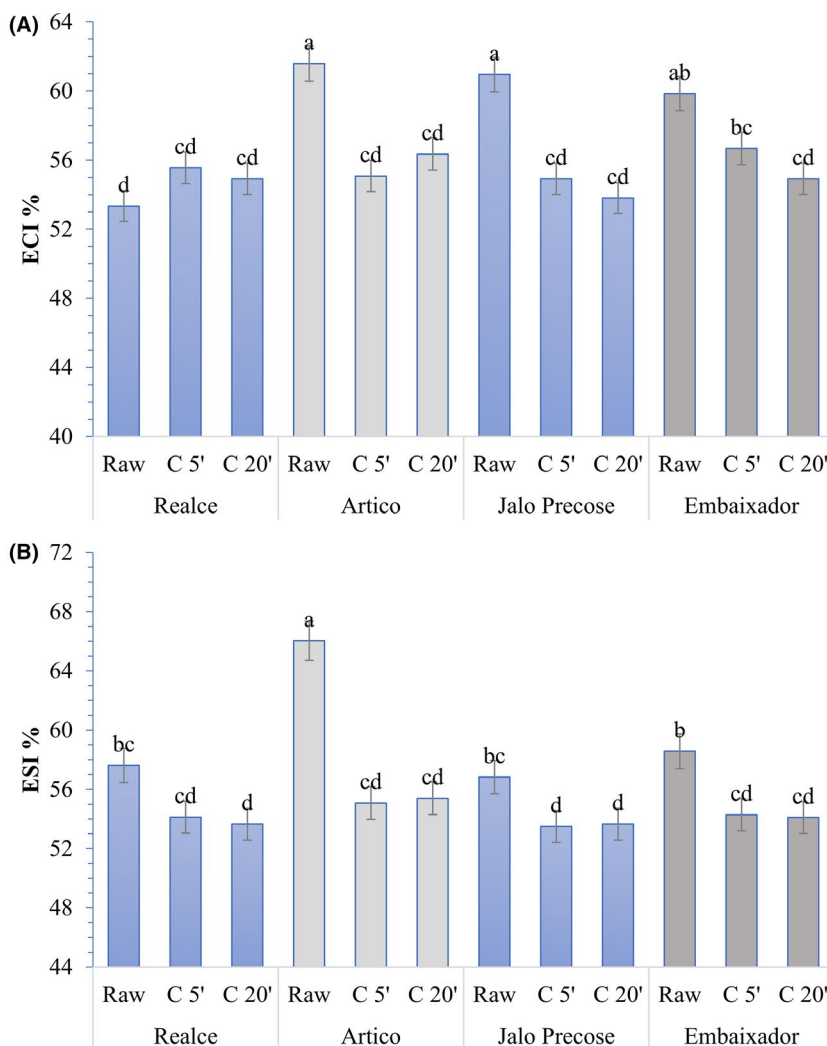 (A)
64
60
56
52
48
44
40
ECI %
a
a
ab
cd
cd
cd
cd
cd
cd
bc
cd
d
Raw C 5' C 20' Raw C 5' C 20' Raw C 5' C 20' Raw C 5' C 20'
Realce Artico Jalo Precose Embaixador
(B)
72
68
64
60
56
52
48
44
ESI %
bc
cd
d
a
cd
cd
bc
d
d
b
cd
cd
Raw C 5' C 20' Raw C 5' C 20' Raw C 5' C 20' Raw C 5' C 20'
Realce Artico Jalo Precose Embaixador